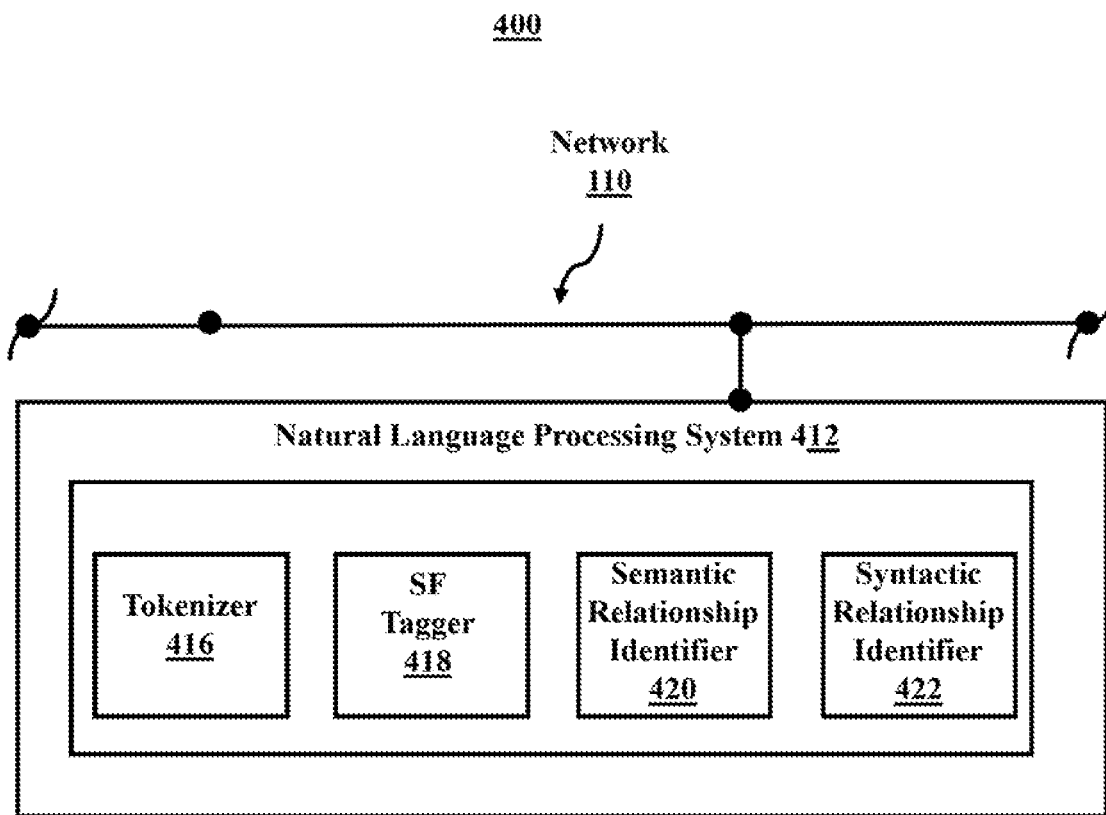 400
Network
110
Natural Language Processing System 412
Tokenizer
416
SF
Tagger
418
Semantic
Relationship
Identifier
420
Syntactic
Relationship
Identifier
422